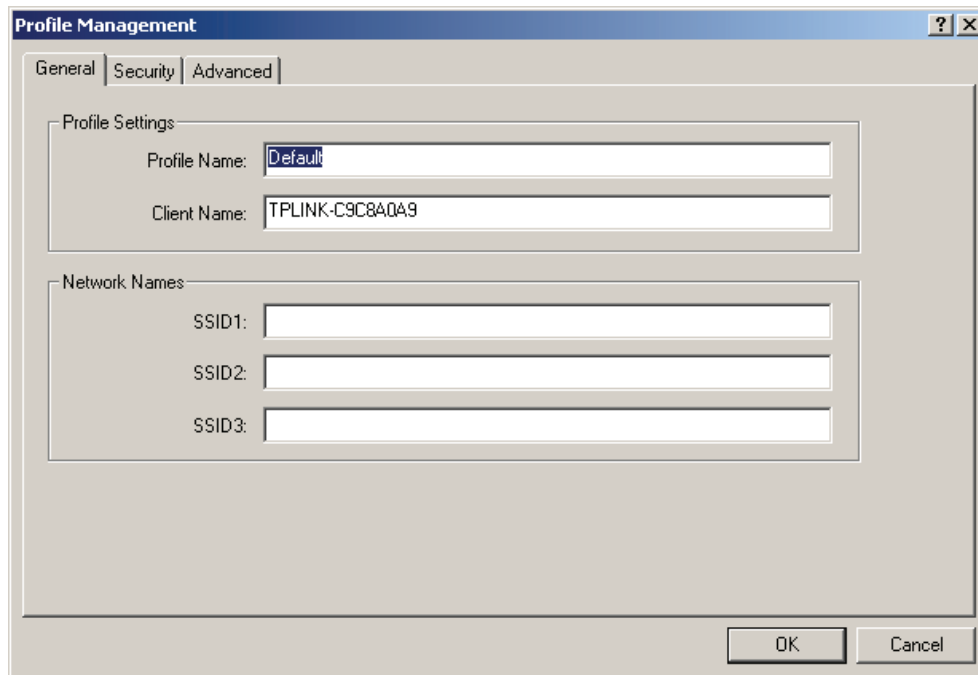 Profile Management
General Security Advanced
Profile Settings
Profile Name: Default
Client Name: TPLINK-C9C8A0A9
Network Names
SSID1:
SSID2:
SSID3:
OK Cancel